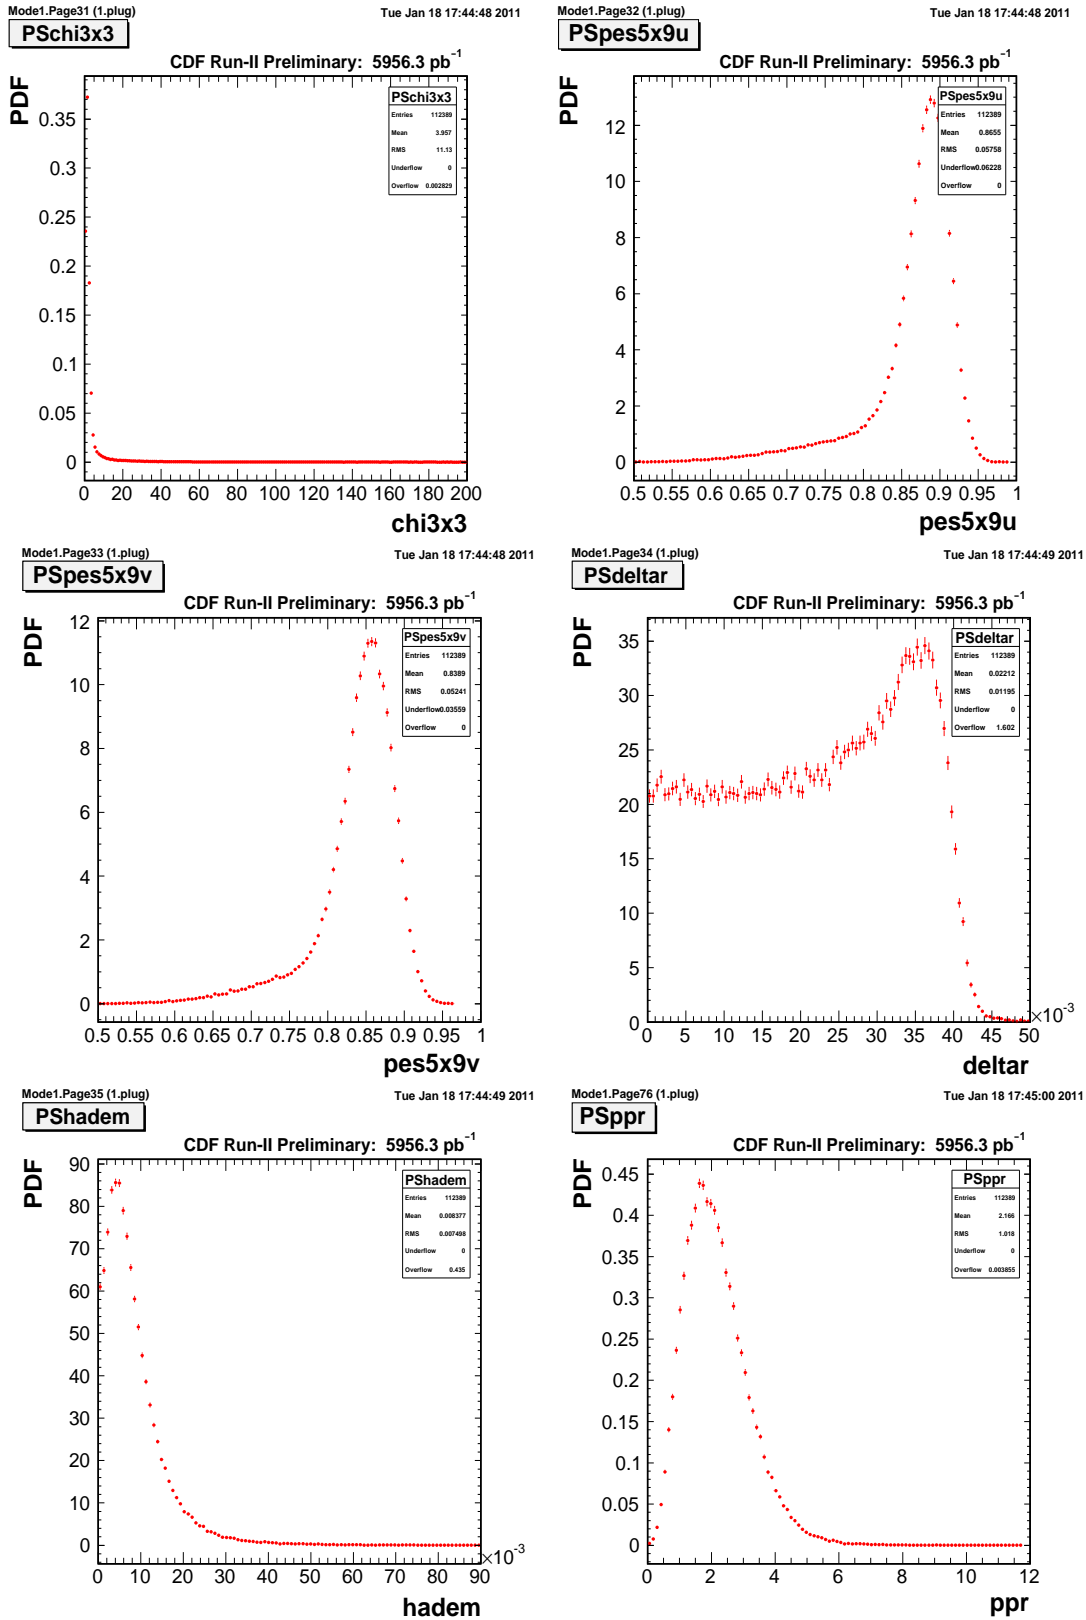 Mode1.Page31 (1.plug)
Tue Jan 18 17:44:48 2011
PSchi3x3
CDF Run-II Preliminary: 5956.3 pb⁻¹
PDF
PSchi3x3
Entries 112389
Mean 3.957
RMS 11.13
Underflow 0
Overflow 0.002829
0.35
0.3
0.25
0.2
0.15
0.1
0.05
0
0 20 40 60 80 100 120 140 160 180 200
chi3x3
Mode1.Page32 (1.plug)
Tue Jan 18 17:44:48 2011
PSpes5x9u
CDF Run-II Preliminary: 5956.3 pb⁻¹
PDF
PSpes5x9u
Entries 112389
Mean 0.8655
RMS 0.05758
Underflow0.06228
Overflow 0
12
10
8
6
4
2
0
0.5 0.55 0.6 0.65 0.7 0.75 0.8 0.85 0.9 0.95 1
pes5x9u
Mode1.Page33 (1.plug)
Tue Jan 18 17:44:48 2011
PSpes5x9v
CDF Run-II Preliminary: 5956.3 pb⁻¹
PDF
PSpes5x9v
Entries 112389
Mean 0.8389
RMS 0.05241
Underflow0.03559
Overflow 0
12
10
8
6
4
2
0
0.5 0.55 0.6 0.65 0.7 0.75 0.8 0.85 0.9 0.95 1
pes5x9v
Mode1.Page34 (1.plug)
Tue Jan 18 17:44:49 2011
PSdeltar
CDF Run-II Preliminary: 5956.3 pb⁻¹
PDF
PSdeltar
Entries 112389
Mean 0.02212
RMS 0.01195
Underflow 0
Overflow 1.602
35
30
25
20
15
10
5
0
0 5 10 15 20 25 30 35 40 45 50
×10⁻³
deltar
Mode1.Page35 (1.plug)
Tue Jan 18 17:44:49 2011
PShadem
CDF Run-II Preliminary: 5956.3 pb⁻¹
PDF
PShadem
Entries 112389
Mean 0.008377
RMS 0.007498
Underflow 0
Overflow 0.435
90
80
70
60
50
40
30
20
10
0
0 10 20 30 40 50 60 70 80 90
×10⁻³
hadem
Mode1.Page76 (1.plug)
Tue Jan 18 17:45:00 2011
PSppr
CDF Run-II Preliminary: 5956.3 pb⁻¹
PDF
PSppr
Entries 112389
Mean 2.166
RMS 1.018
Underflow 0
Overflow 0.003855
0.45
0.4
0.35
0.3
0.25
0.2
0.15
0.1
0.05
0
0 2 4 6 8 10 12
ppr